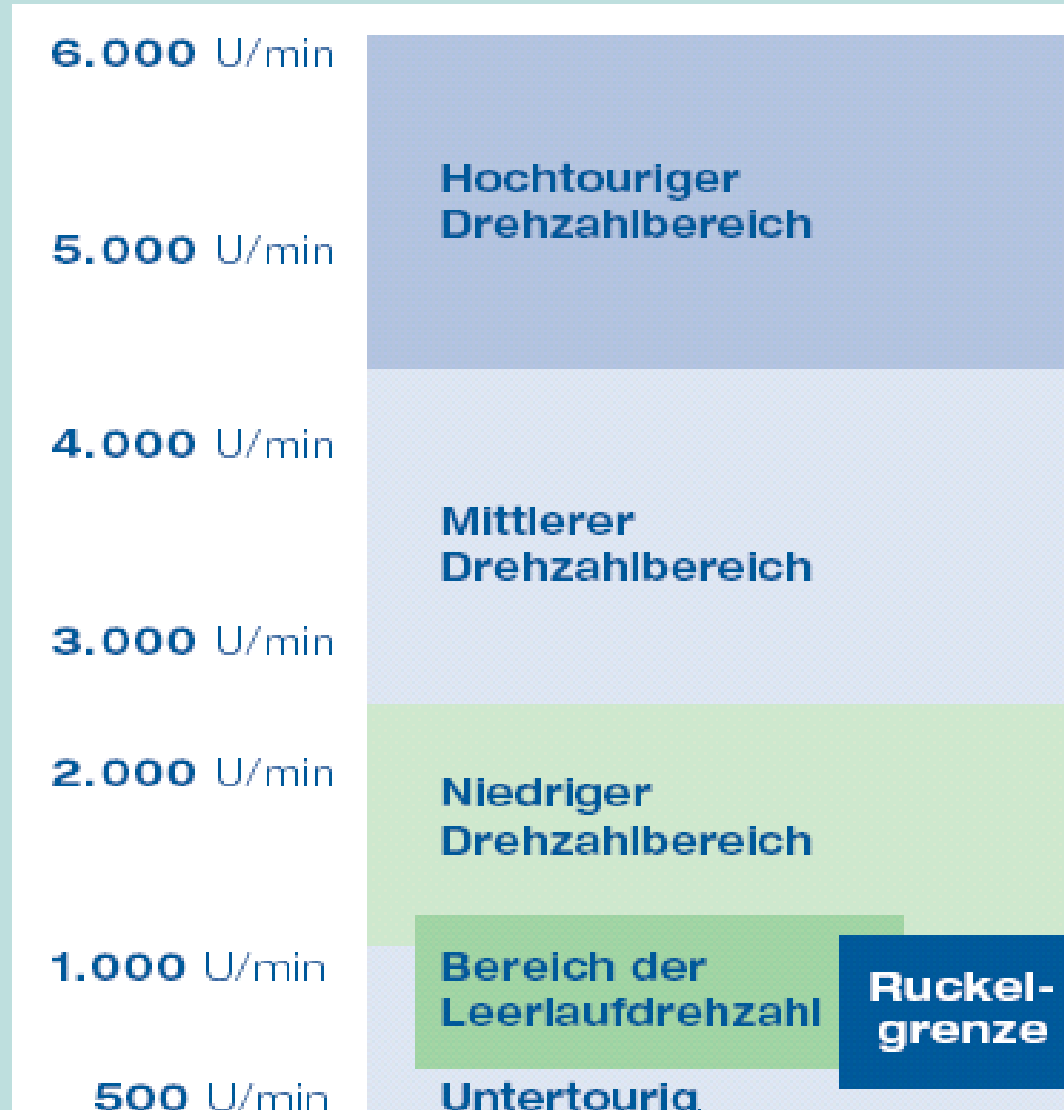 6.000 U/min
Hochtouriger
Drehzahlbereich
5.000 U/min
4.000 U/min
Mittlerer
Drehzahlbereich
3.000 U/min
2.000 U/min
Niedriger
Drehzahlbereich
1.000 U/min
Bereich der
Leerlaufdrehzahl
Ruckel-
grenze
500 U/min
Untertourig